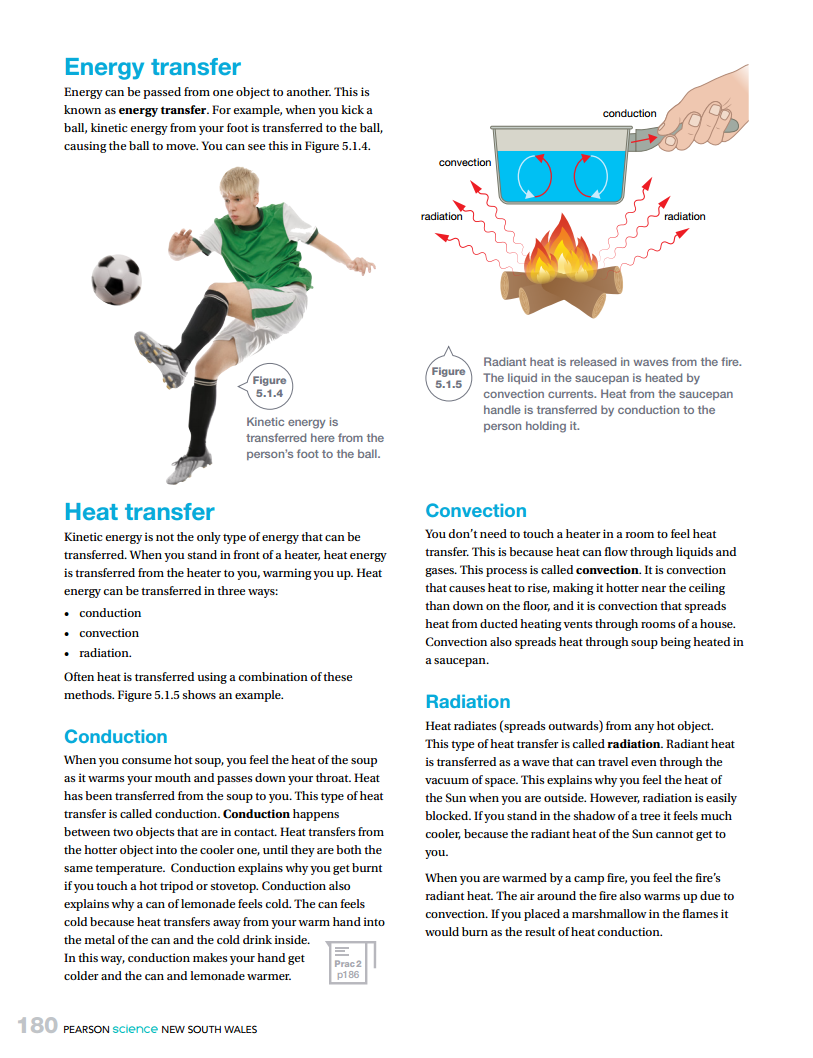 Energy transfer
Energy can be passed from one object to another. This is
known as energy transfer. For example, when you kick a
ball, kinetic energy from your foot is transferred to the ball,
causing the ball to move. You can see this in Figure 5.1.4.
Figure
5.1.4
Kinetic energy is
transferred here from the
person's foot to the ball.
conduction
convection
radiation
radiation
Figure
5.1.5
Radiant heat is released in waves from the fire.
The liquid in the saucepan is heated by
convection currents. Heat from the saucepan
handle is transferred by conduction to the
person holding it.
Heat transfer
Kinetic energy is not the only type of energy that can be
transferred. When you stand in front of a heater, heat energy
is transferred from the heater to you, warming you up. Heat
energy can be transferred in three ways:
• conduction
• convection
• radiation.
Often heat is transferred using a combination of these
methods. Figure 5.1.5 shows an example.
Conduction
When you consume hot soup, you feel the heat of the soup
as it warms your mouth and passes down your throat. Heat
has been transferred from the soup to you. This type of heat
transfer is called conduction. Conduction happens
between two objects that are in contact. Heat transfers from
the hotter object into the cooler one, until they are both the
same temperature. Conduction explains why you get burnt
if you touch a hot tripod or stovetop. Conduction also
explains why a can of lemonade feels cold. The can feels
cold because heat transfers away from your warm hand into
the metal of the can and the cold drink inside.
In this way, conduction makes your hand get
colder and the can and lemonade warmer.
Prac 2
p186
Convection
You don't need to touch a heater in a room to feel heat
transfer. This is because heat can flow through liquids and
gases. This process is called convection. It is convection
that causes heat to rise, making it hotter near the ceiling
than down on the floor, and it is convection that spreads
heat from ducted heating vents through rooms of a house.
Convection also spreads heat through soup being heated in
a saucepan.
Radiation
Heat radiates (spreads outwards) from any hot object.
This type of heat transfer is called radiation. Radiant heat
is transferred as a wave that can travel even through the
vacuum of space. This explains why you feel the heat of
the Sun when you are outside. However, radiation is easily
blocked. If you stand in the shadow of a tree it feels much
cooler, because the radiant heat of the Sun cannot get to
you.
When you are warmed by a camp fire, you feel the fire's
radiant heat. The air around the fire also warms up due to
convection. If you placed a marshmallow in the flames it
would burn as the result of heat conduction.
180 PEARSON science NEW SOUTH WALES